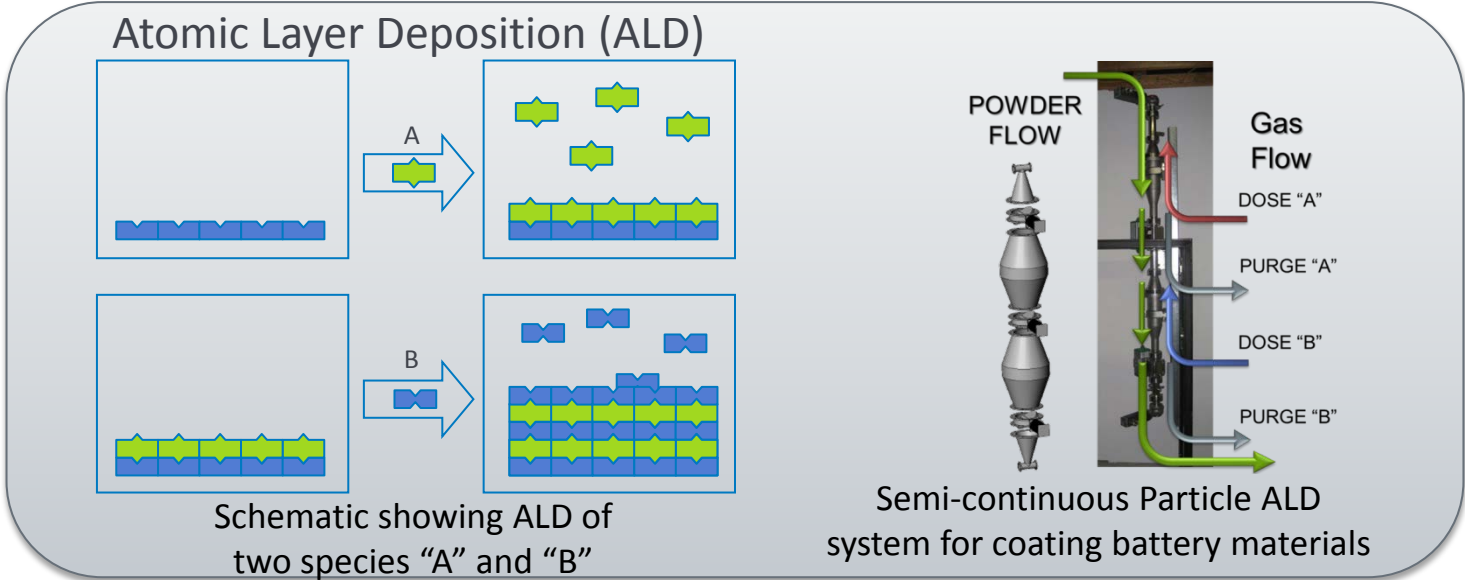 Atomic Layer Deposition (ALD)
A
B
Schematic showing ALD of
two species “A” and “B”
POWDER
FLOW
Gas
Flow
DOSE “A”
PURGE “A”
DOSE “B”
PURGE “B”
Semi-continuous Particle ALD
system for coating battery materials